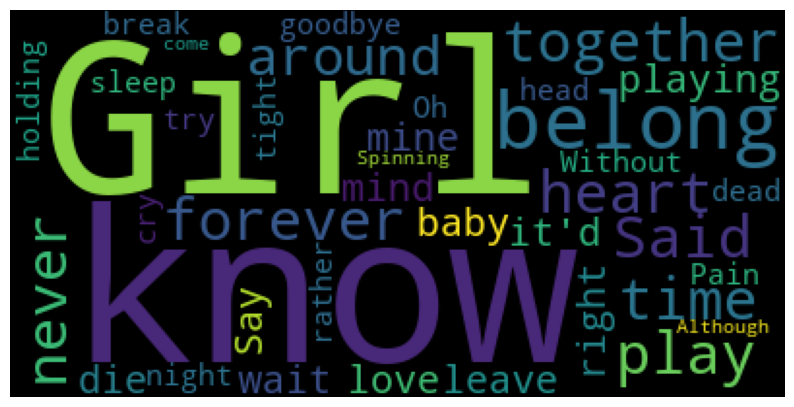 break
goodbye
come
together
Girl
around
holding
sleep
playing
tight
head
Oh
belong
try
mine
Spinning
Without
mind
heart
dead
cry
forever
baby
it'd
Said
know
never
Say
rather
right
Pain
time
Although
play
die
night
wait
love
leave